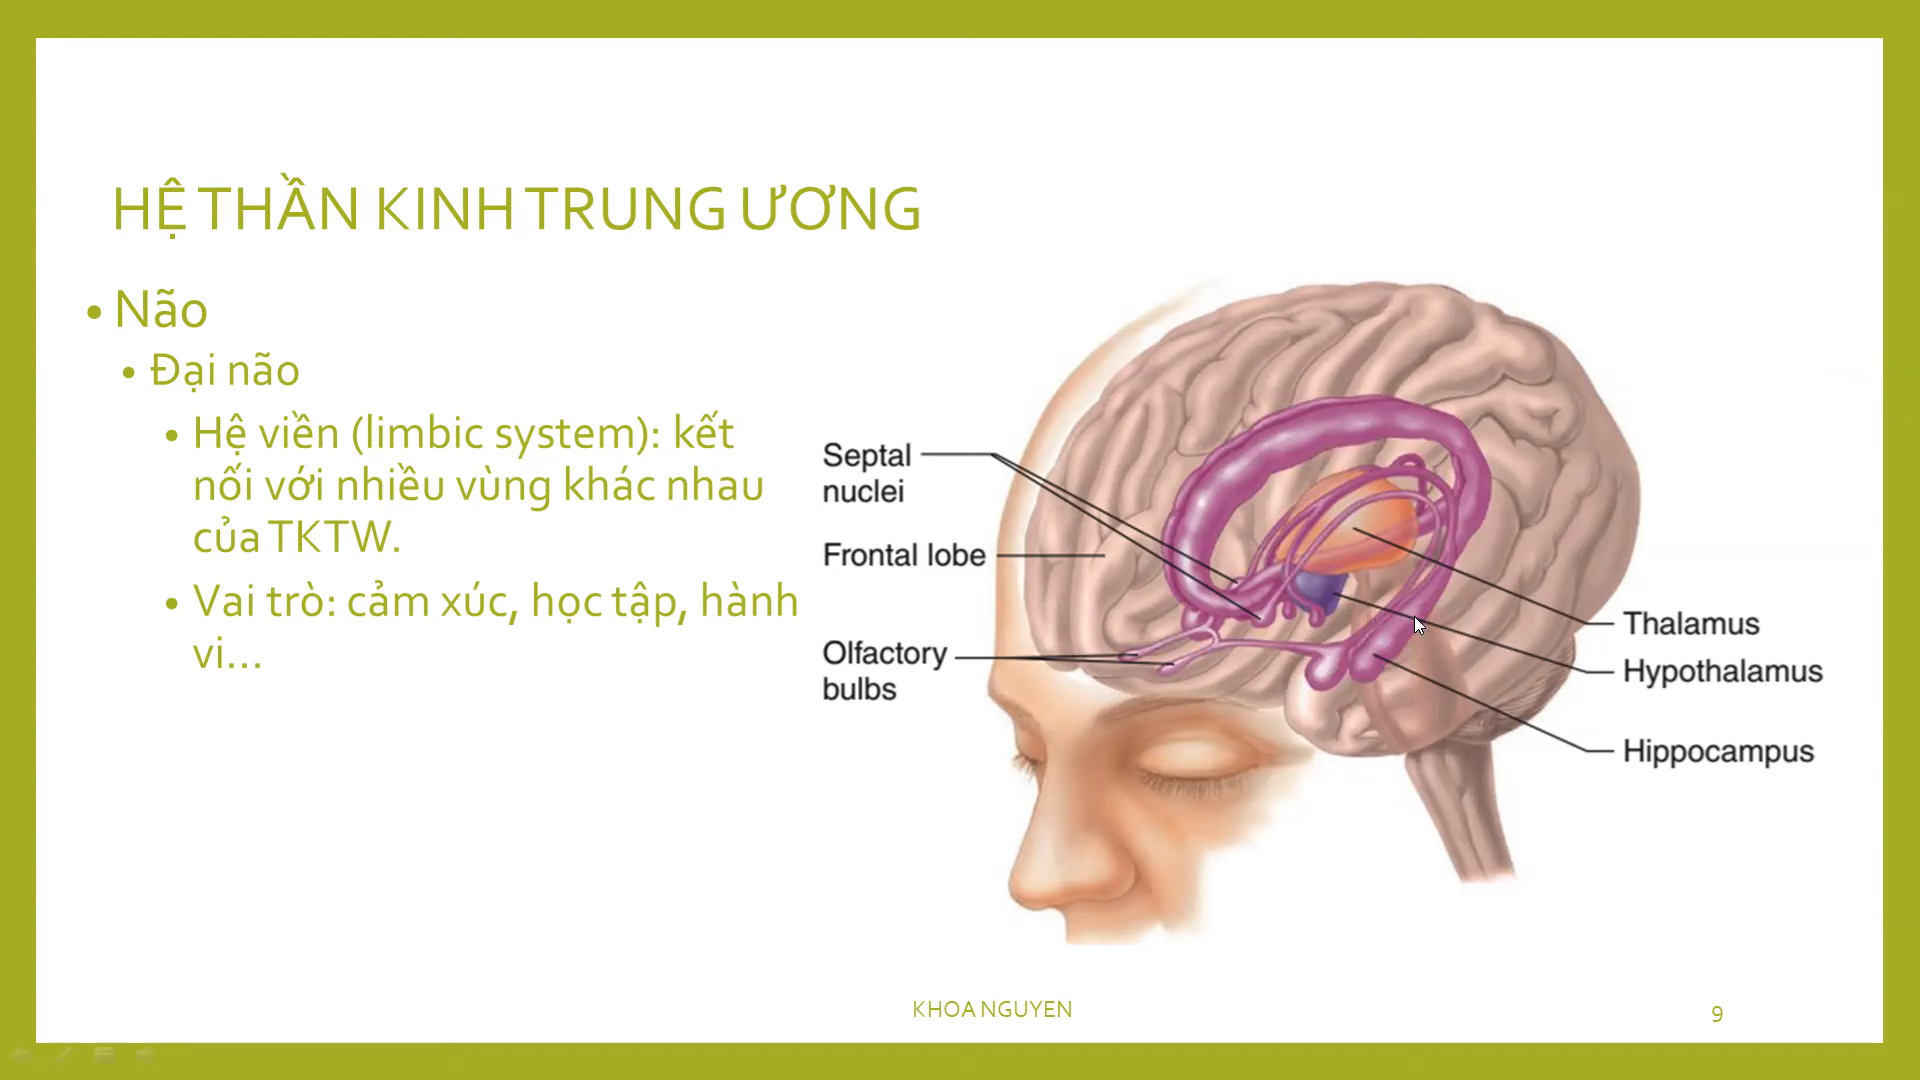 HỆ THẦN KINH TRUNG ƯƠNG
• Não
• Đại não
• Hệ viền (limbic system): kết
nối với nhiều vùng khác nhau
của TKTW.
• Vai trò: cảm xúc, học tập, hành
vi...
Septal
nuclei
Frontal lobe
Olfactory
bulbs
Thalamus
Hypothalamus
Hippocampus
KHOA NGUYEN
9